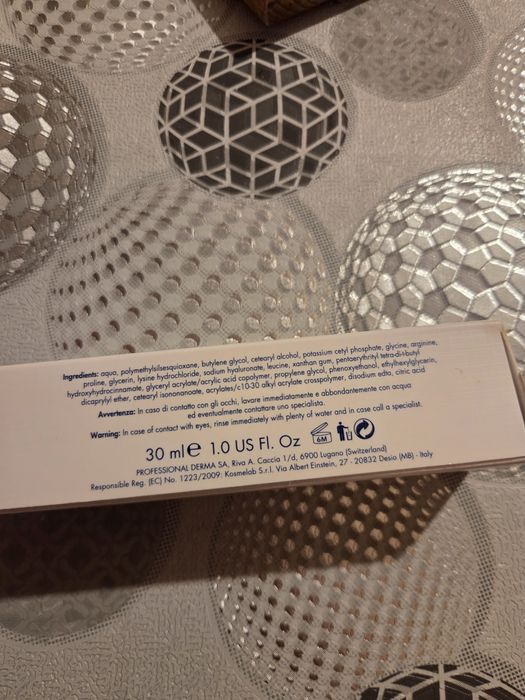 Ingredients: aqua, polymethylsilsesquioxane, butylene glycol, cetearyl alcohol, potassium cetyl phosphate, glycine, arginine,
proline, glycerin, lysine hydrochloride, sodium hyaluronate, leucine, xanthan gum, pentaerythrityl tetra-di-t-butyl
hydroxyhydrocinnamate, glyceryl acrylate/acrylic acid copolymer, propylene glycol, phenoxyethanol, ethylhexylglycerin,
dicaprylyl ether, cetearyl isononanoate, acrylates/c10-30 alkyl acrylate crosspolymer, disodium edta, citric acid
Avvertenza: In caso di contatto con gli occhi, lavare immediatamente e abbondantemente con acqua
ed eventualmente contattare uno specialista.
Warning: In case of contact with eyes, rinse immediately with plenty of water and in case call a specialist.
30 ml e 1.0 US Fl. Oz 6M
PROFESSIONAL DERMA SA, Riva A. Caccia 1/d, 6900 Lugano (Switzerland)
Responsible Reg. (EC) No. 1223/2009: Kosmelab S.r.l. Via Albert Einstein, 27 - 20832 Desio (MB) - Italy